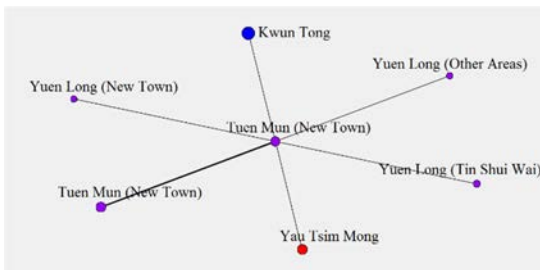 Kwun Tong
Yuen Long (Other Areas)
Yuen Long (New Town)
Tuen Mun (New Town)
Yuen Long (Tin Shui Wai)
Tuen Mun (New Town)
Yau Tsim Mong